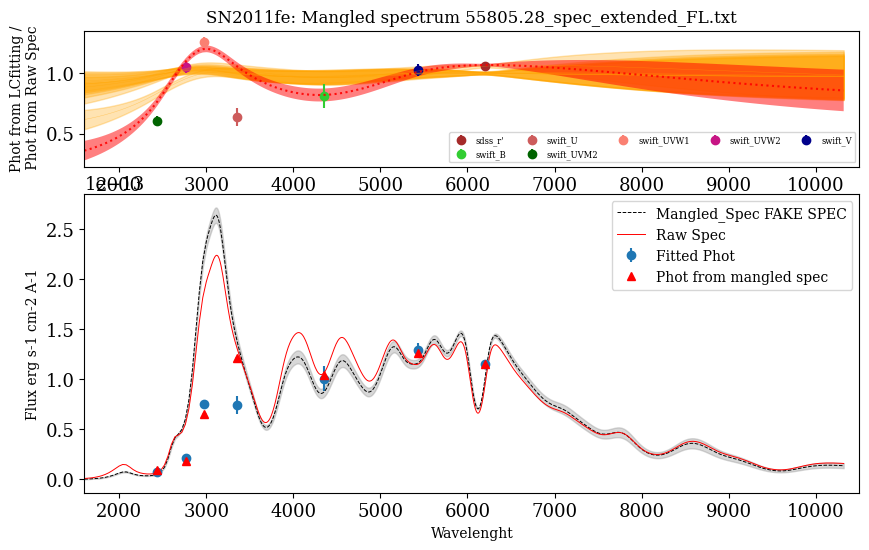 SN2011fe: Mangled spectrum 55805.28_spec_extended_FL.txt
Phot from LCfitting /
Phot from Raw Spec
1.0
0.5
sdss_r' swift_U swift_UVW1 swift_UVW2 swift_V
swift_B swift_UVM2
2000 3000 4000 5000 6000 7000 8000 9000 10000
1e−13
Flux erg s-1 cm-2 A-1
2.5
2.0
1.5
1.0
0.5
0.0
Mangled_Spec FAKE SPEC
Raw Spec
Fitted Phot
Phot from mangled spec
2000 3000 4000 5000 6000 7000 8000 9000 10000
Wavelenght